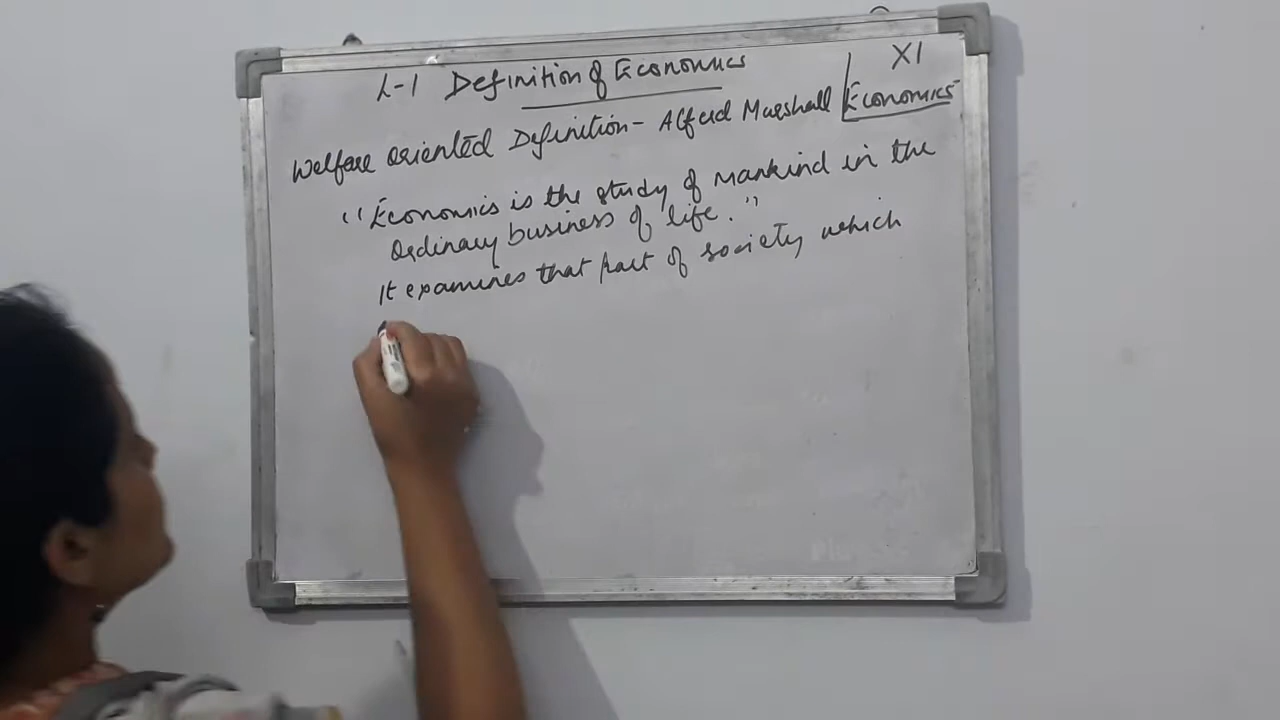 L-1 Definition of Economics
XI
Economics
Welfare oriented Definition- Alfred Marshall
"Economics is the study of mankind in the
ordinary business of life."
It examines that part of society which